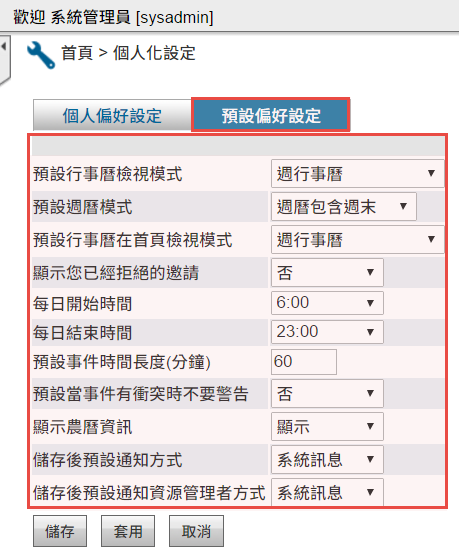 歡迎 系統管理員 [sysadmin]
首頁 > 個人化設定
個人偏好設定 預設偏好設定
預設行事曆檢視模式 週行事曆
預設週曆模式 週曆包含週末
預設行事曆在首頁檢視模式 週行事曆
顯示您已經拒絕的邀請 否
每日開始時間 6:00
每日結束時間 23:00
預設事件時間長度(分鐘) 60
預設當事件有衝突時不要警告 否
顯示農曆資訊 顯示
儲存後預設通知方式 系統訊息
儲存後預設通知資源管理者方式 系統訊息
儲存 套用 取消